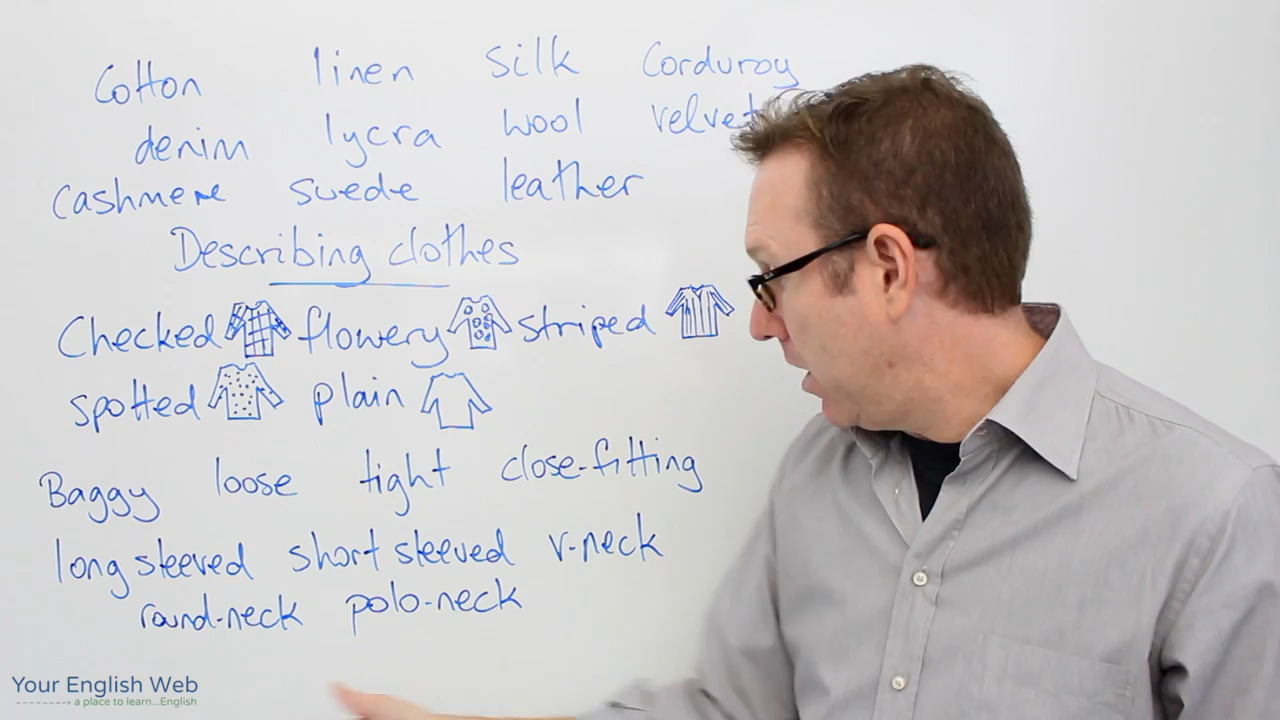 Cotton linen silk Corduroy
denim lycra wool velvet
Cashmere suede leather
Describing clothes
Checked flowery striped
spotted plain
Baggy loose tight close-fitting
long sleeved short sleeved v-neck
round-neck polo-neck
Your English Web
a place to learn...English